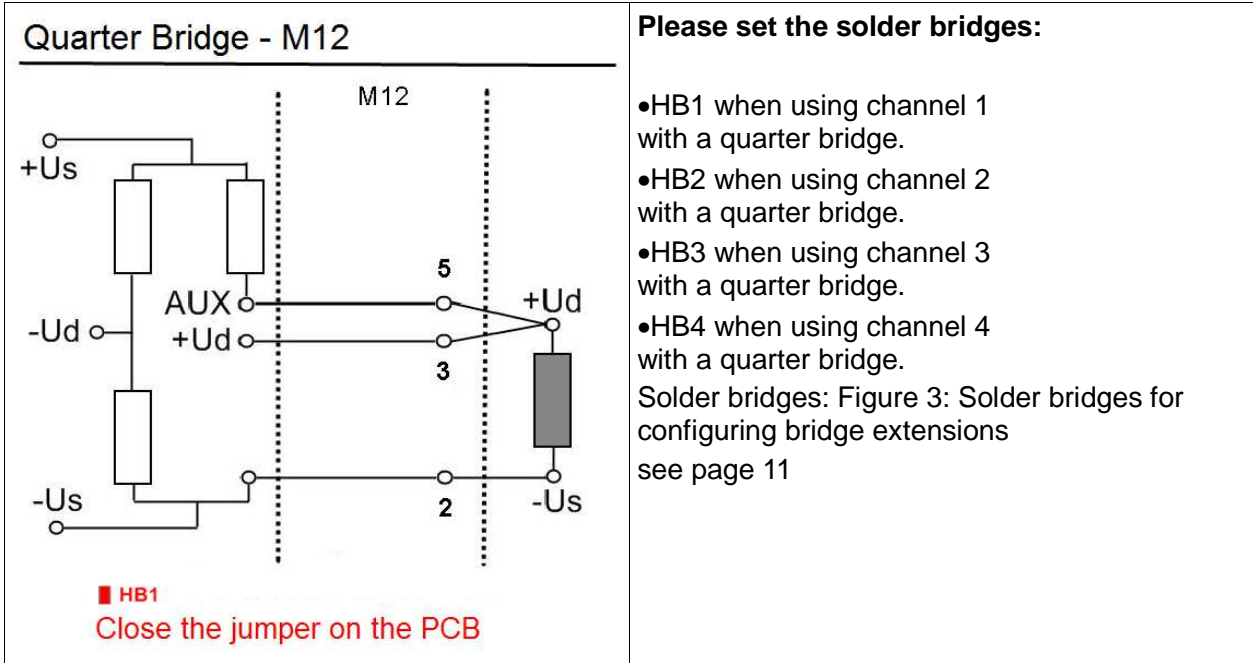 Quarter Bridge - M12
M12
+Us
5
AUX
+Ud
-Ud
+Ud
3
-Us
2
-Us
HB1
Close the jumper on the PCB
Please set the solder bridges:
•HB1 when using channel 1
with a quarter bridge.
•HB2 when using channel 2
with a quarter bridge.
•HB3 when using channel 3
with a quarter bridge.
•HB4 when using channel 4
with a quarter bridge.
Solder bridges: Figure 3: Solder bridges for
configuring bridge extensions
see page 11